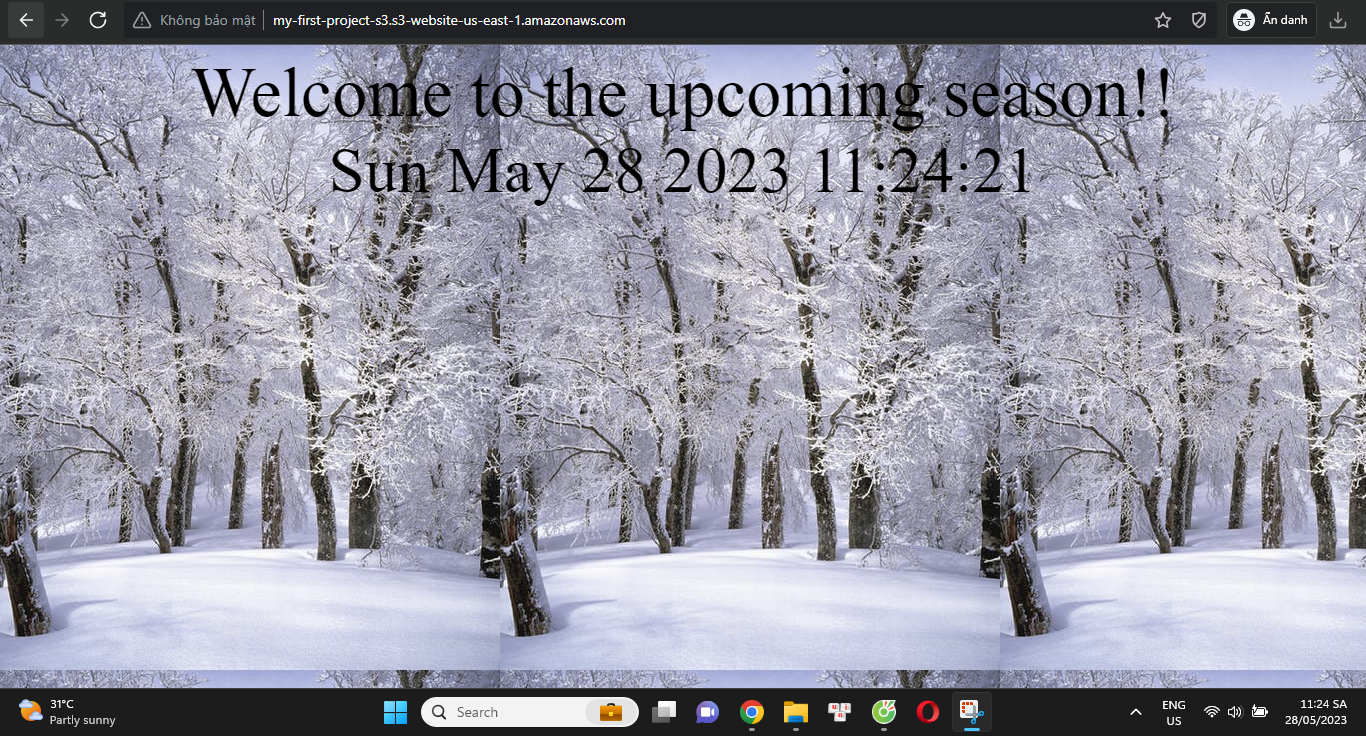 Không bảo mật my-first-project-s3.s3-website-us-east-1.amazonaws.com Ẩn danh
Welcome to the upcoming season!!
Sun May 28 2023 11:24:21
31°C
Partly sunny
Search
ENG
US
11:24 SA
28/05/2023